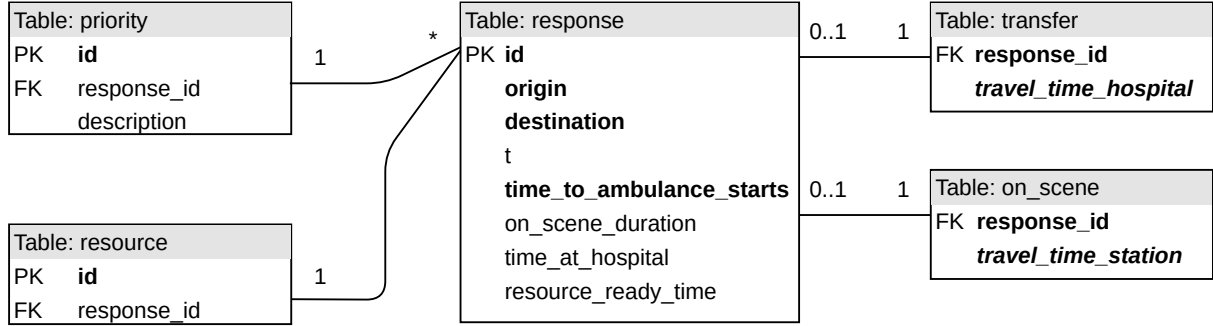 Table: priority
PK id
FK response_id
description
1
*
Table: resource
PK id
FK response_id
1
Table: response
PK id
origin
destination
t
time_to_ambulance_starts
on_scene_duration
time_at_hospital
resource_ready_time
0..1 1
0..1 1
Table: transfer
FK response_id
travel_time_hospital
Table: on_scene
FK response_id
travel_time_station